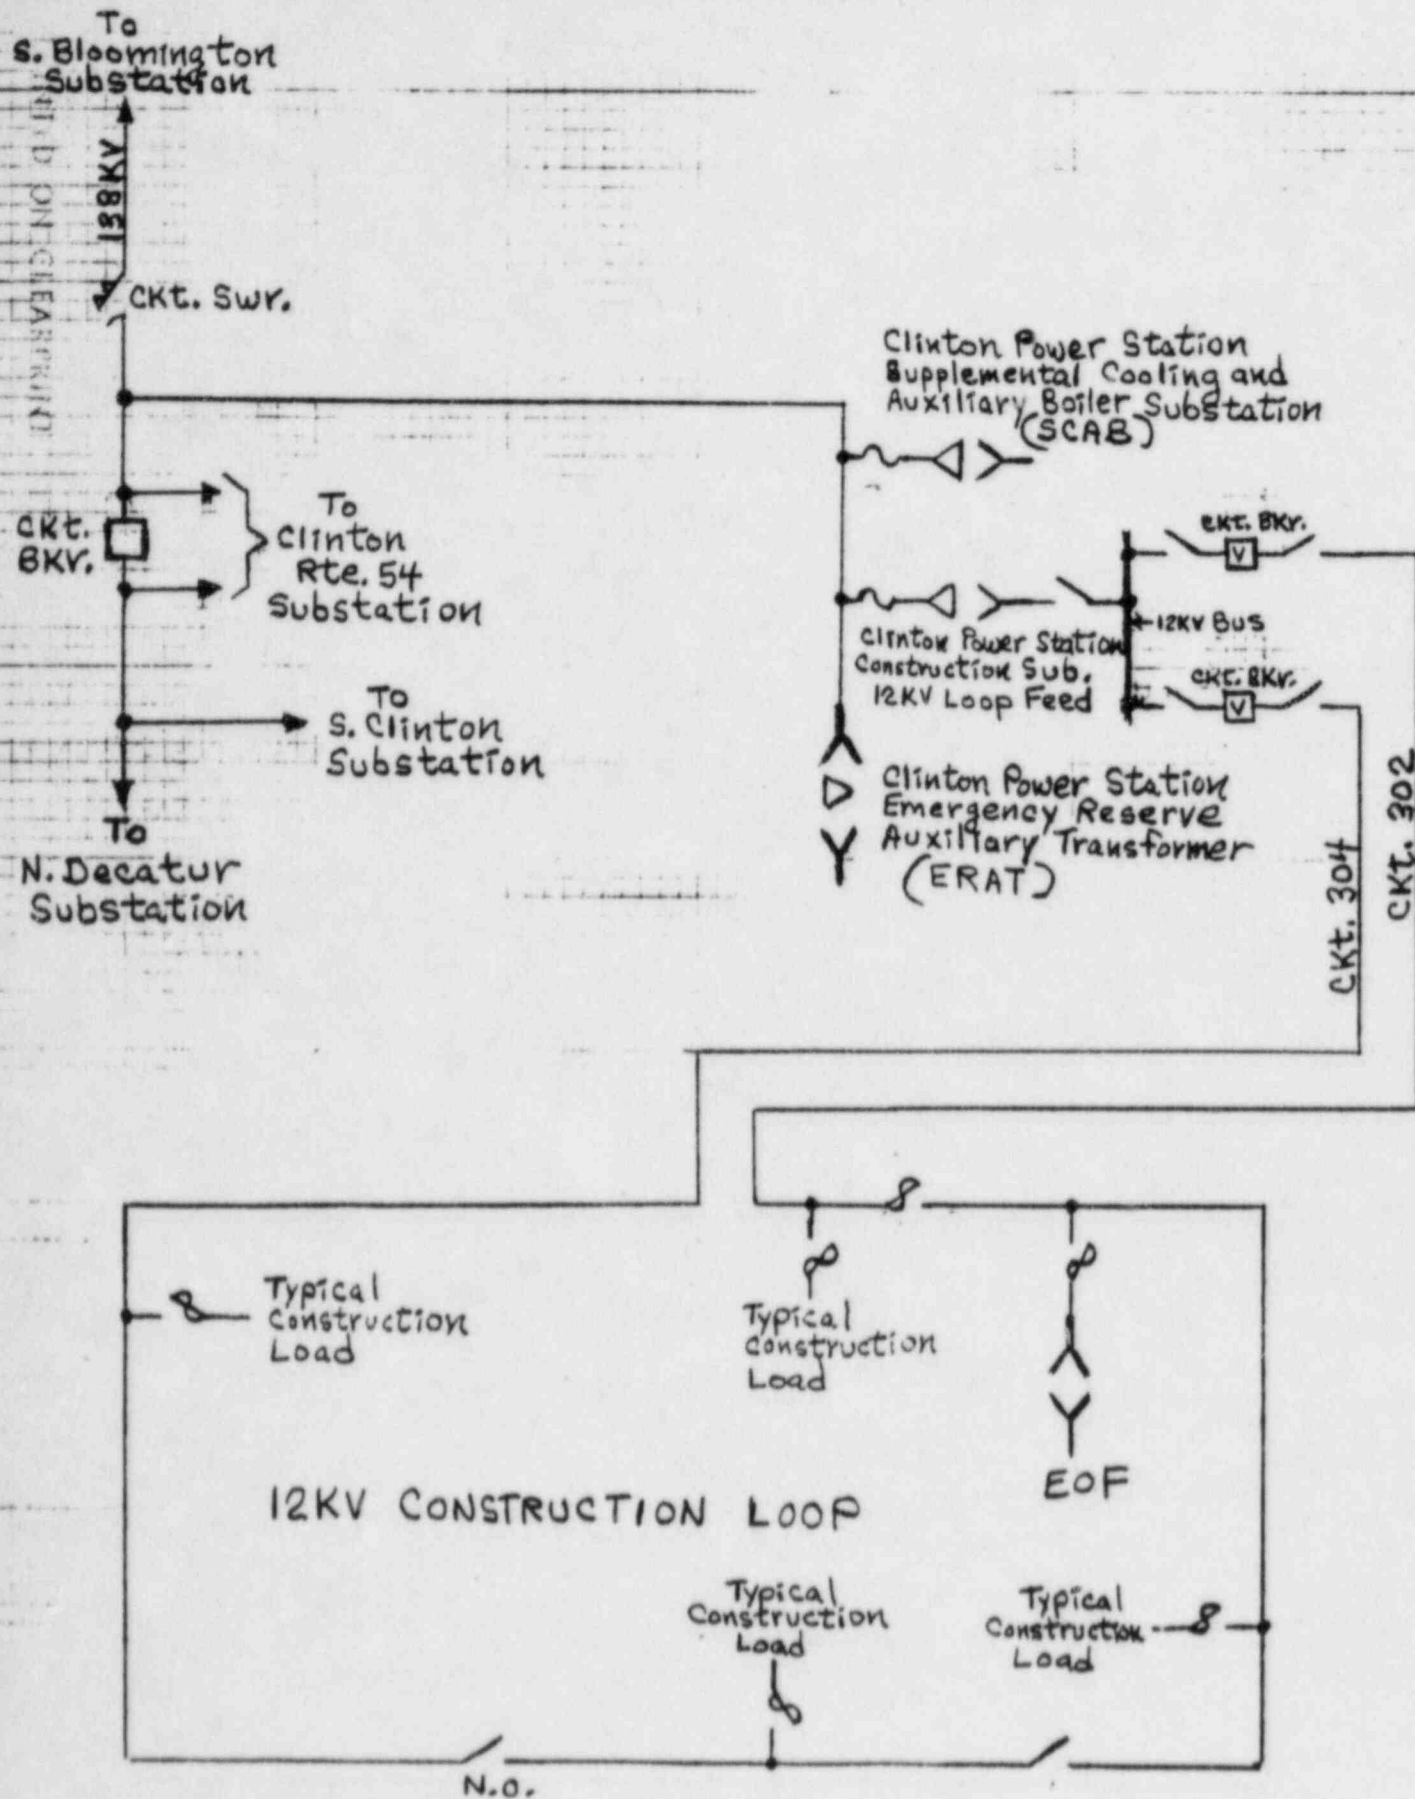 To
S. Bloomington
Substation
138KV
CKt. Swr.
CKt.
BKr.
To
Clinton
Rte. 54
Substation
To
S. Clinton
Substation
To
N. Decatur
Substation
Clinton Power Station
Supplemental Cooling and
Auxiliary Boiler Substation
(SCAB)
CKt. BKr.
V
12KV Bus
Clinton Power Station
Construction Sub.
12KV Loop Feed
CKt. BKr.
V
Clinton Power Station
Emergency Reserve
Auxiliary Transformer
(ERAT)
CKt. 304
CKt. 302
Typical
Construction
Load
Typical
Construction
Load
EOF
12KV CONSTRUCTION LOOP
Typical
Construction
Load
Typical
Construction
Load
N.O.
ON CLEARPRINT